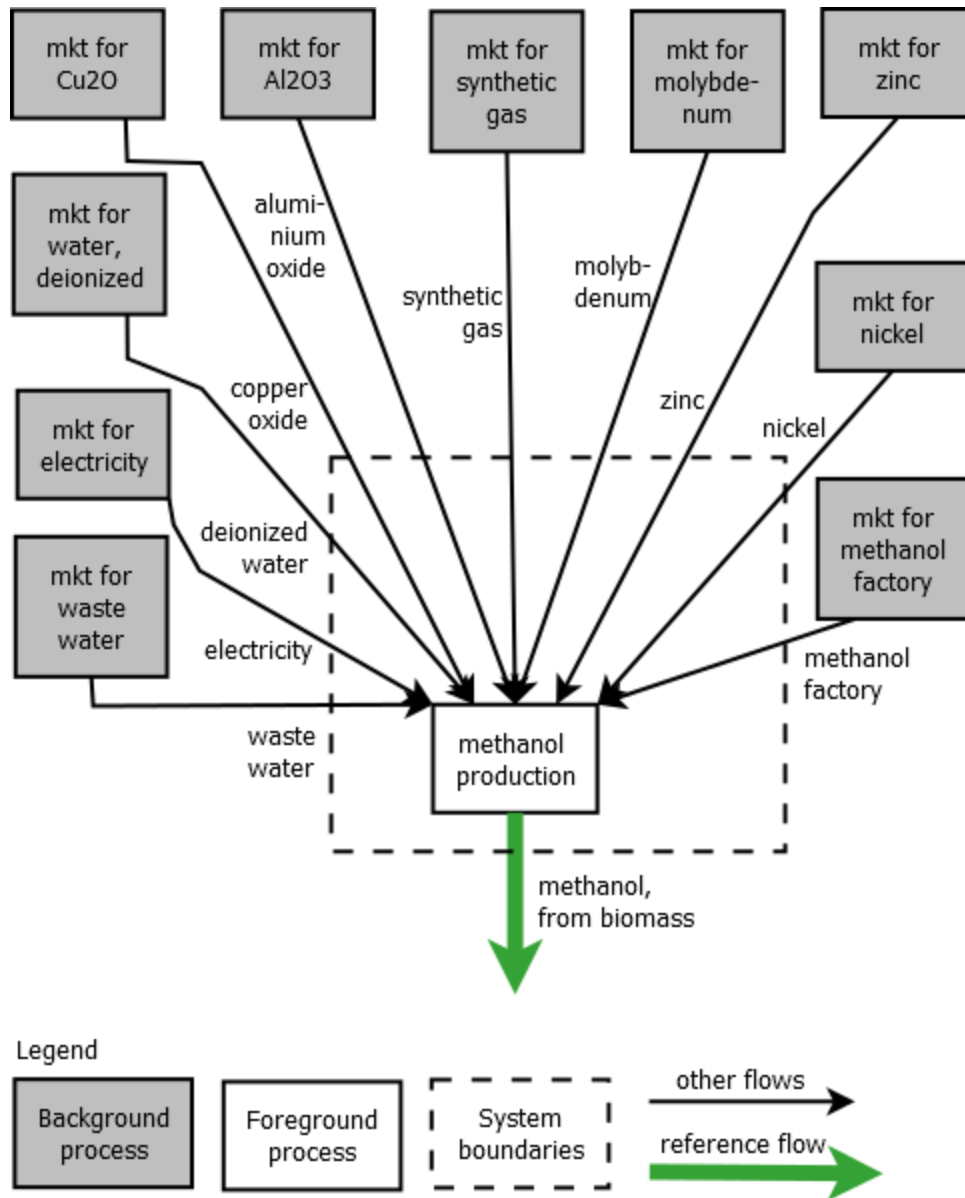 mkt for
Cu2O
mkt for
Al2O3
mkt for
synthetic
gas
mkt for
molybde-
num
mkt for
zinc
mkt for
water,
deionized
alumi-
nium
oxide
synthetic
gas
molyb-
denum
mkt for
nickel
copper
oxide
zinc
nickel
mkt for
electricity
mkt for
methanol
factory
deionized
water
mkt for
waste
water
electricity
methanol
factory
waste
water
methanol
production
methanol,
from biomass
Legend
Background
process
Foreground
process
System
boundaries
other flows
reference flow